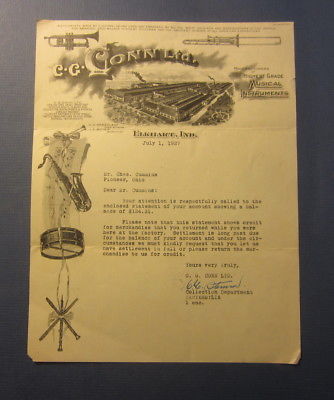 C.G. Conn Ltd.
MANUFACTURERS
HIGHEST GRADE
MUSICAL
INSTRUMENTS
ELKHART, IND.
July 1, 1927
Mr. Chas. Cummins
Pioneer, Ohio
Dear Mr. Cummins:
Your attention is respectfully called to the
enclosed statement of your account showing a bal-
ance of $124.21.
Please note that this statement shows credit
for merchandise that you returned while you were
here at the factory. Settlement is long past due
for the balance of your account and under the cir-
cumstances we must kindly request that you let us
have settlement in full or please return the mer-
chandise to us for credit.
Yours very truly,
C. G. CONN LTD.
Collection Department
1 enc.